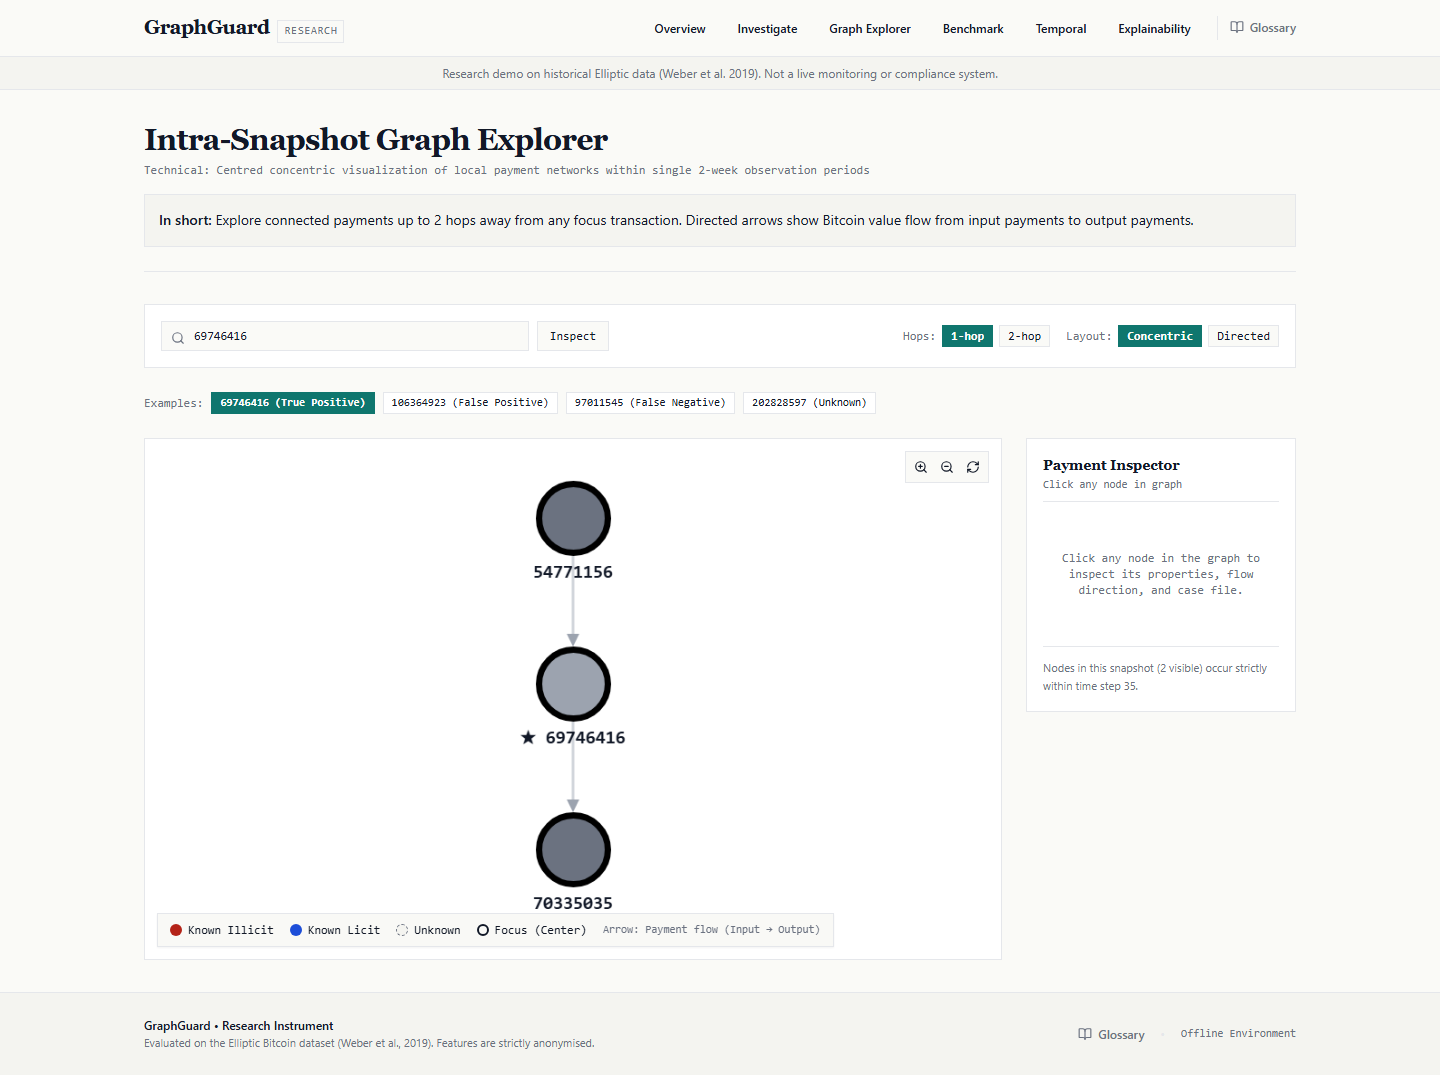 GraphGuard RESEARCH
Overview Investigate Graph Explorer Benchmark Temporal Explainability Glossary
Research demo on historical Elliptic data (Weber et al. 2019). Not a live monitoring or compliance system.
Intra-Snapshot Graph Explorer
Technical: Centred concentric visualization of local payment networks within single 2-week observation periods
In short: Explore connected payments up to 2 hops away from any focus transaction. Directed arrows show Bitcoin value flow from input payments to output payments.
69746416 Inspect Hops: 1-hop 2-hop Layout: Concentric Directed
Examples: 69746416 (True Positive) 106364923 (False Positive) 97011545 (False Negative) 202828597 (Unknown)
54771156
★ 69746416
70335035
Known Illicit Known Licit Unknown Focus (Center) Arrow: Payment flow (Input → Output)
Payment Inspector
Click any node in graph
Click any node in the graph to
inspect its properties, flow
direction, and case file.
Nodes in this snapshot (2 visible) occur strictly
within time step 35.
GraphGuard • Research Instrument
Evaluated on the Elliptic Bitcoin dataset (Weber et al., 2019). Features are strictly anonymised.
Glossary · Offline Environment